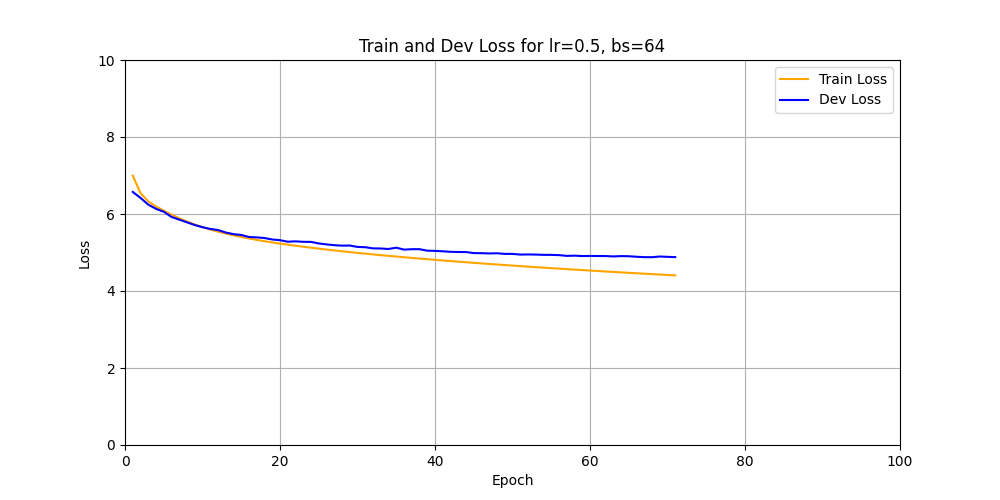 Train and Dev Loss for lr=0.5, bs=64
10
8
6
4
2
0
Loss
Train Loss
Dev Loss
0 20 40 60 80 100
Epoch